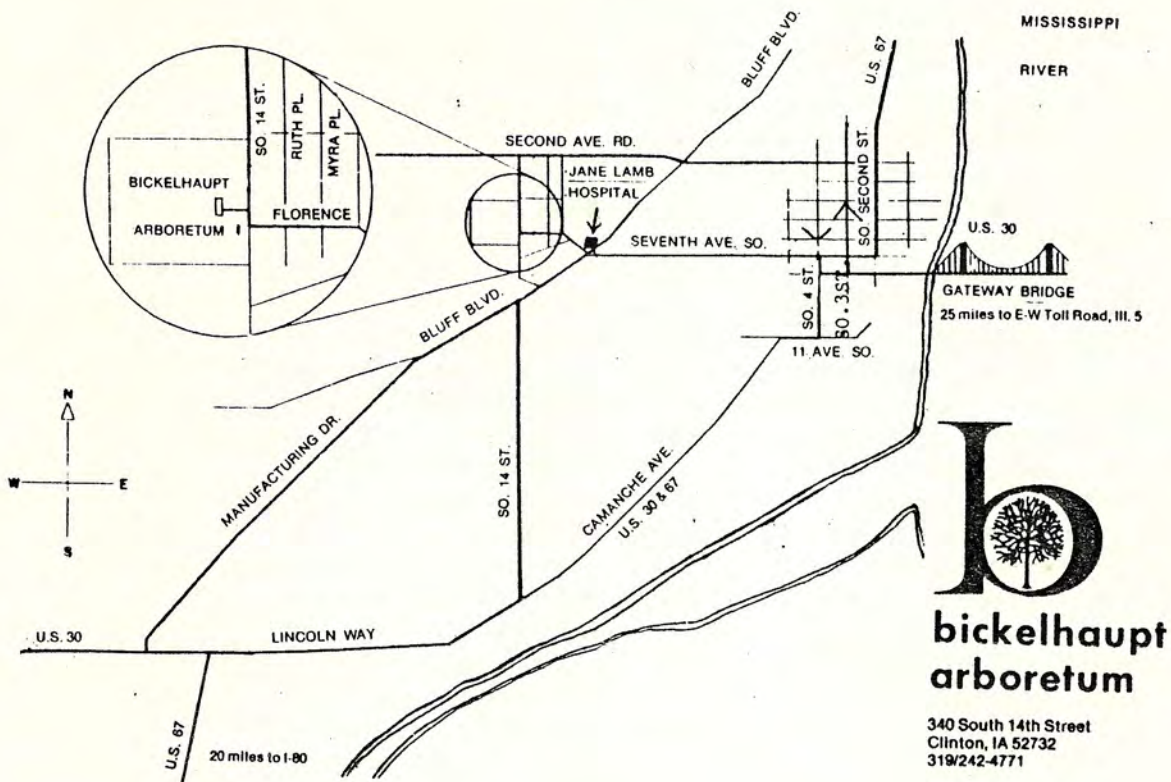 MISSISSIPPI
RIVER
BLUFF BLVD.
U.S. 67
SO. 14 ST.
RUTH PL.
MYRA PL.
SECOND AVE. RD.
JANE LAMB
HOSPITAL
SO. SECOND ST.
BICKELHAUPT
ARBORETUM
FLORENCE
SEVENTH AVE. SO.
U.S. 30
SO. 4 ST.
SO. 3 ST.
GATEWAY BRIDGE
25 miles to E-W Toll Road, Ill. 5
BLUFF BLVD.
11 AVE. SO.
N
W E
S
MANUFACTURING DR.
SO. 14 ST.
CAMANCHE AVE.
U.S. 30 & 67
b
U.S. 30
LINCOLN WAY
bickelhaupt
arboretum
U.S. 67
20 miles to I-80
340 South 14th Street
Clinton, IA 52732
319/242-4771